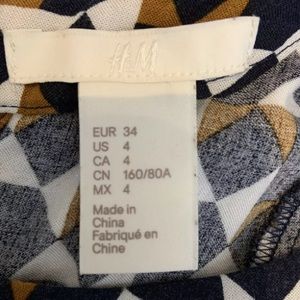 H&M
EUR 34
US 4
CA 4
CN 160/80A
MX 4
Made in
China
Fabriqué en
Chine